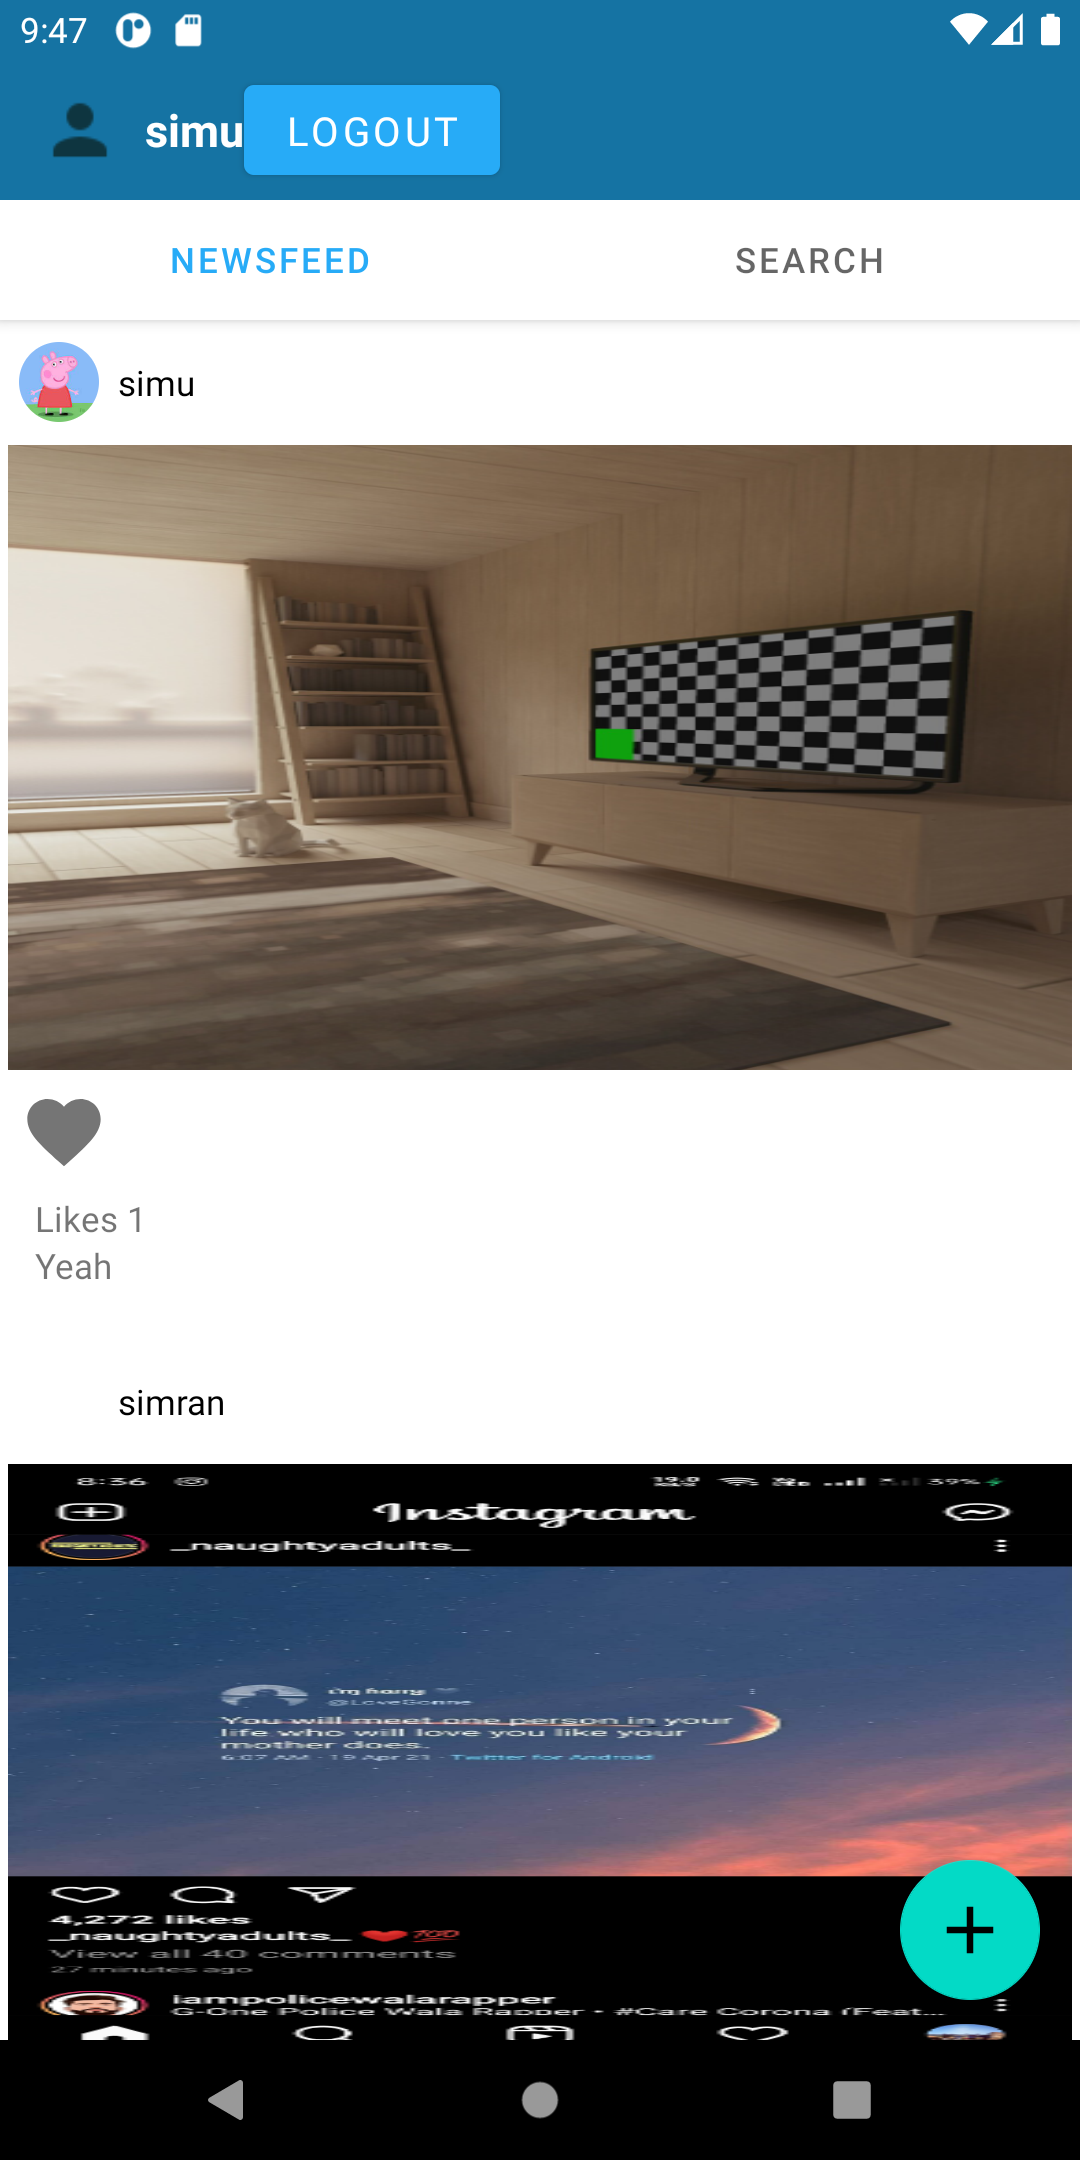 9:47
simu LOGOUT
NEWSFEED SEARCH
simu
Likes 1
Yeah
simran
8:36 39%
Instagram
_naughtyadults_
@LoveGonne
You will meet one person in your
life who will love you like your
mother does.
6:07 AM · 19 Apr 21 · Twitter for Android
4,272 likes
_naughtyadults_ ❤️💯
View all 40 comments
27 minutes ago
iampolicewalarapper
G-One Police Wala Rapper • #Care Corona (Feat...